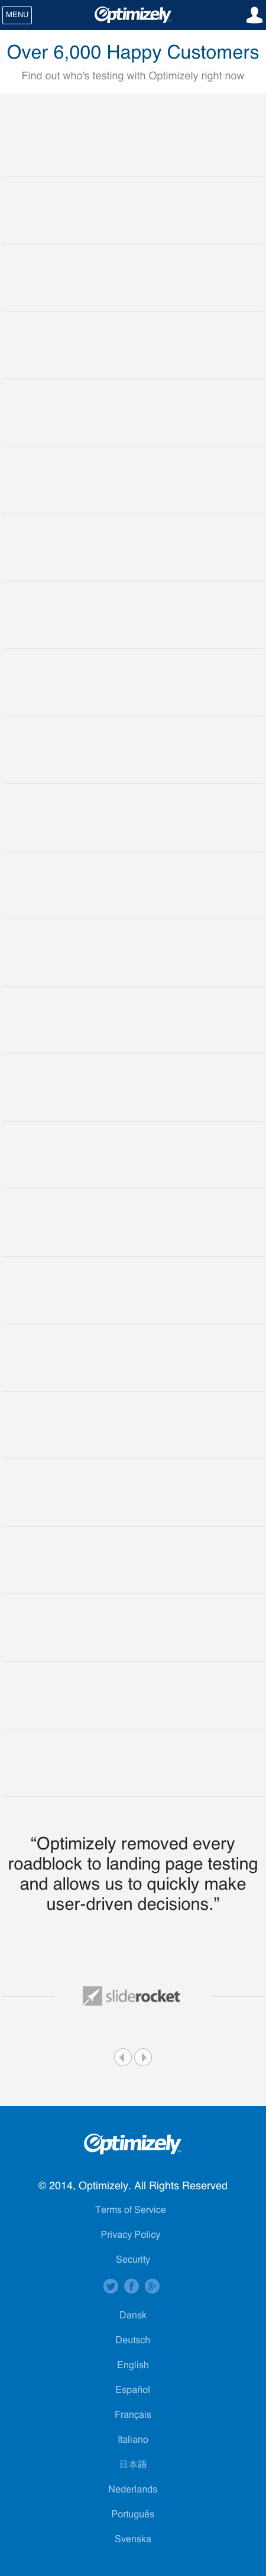 MENU
Optimizely
Over 6,000 Happy Customers
Find out who's testing with Optimizely right now
“Optimizely removed every
roadblock to landing page testing
and allows us to quickly make
user-driven decisions.”
sliderocket
Optimizely
© 2014, Optimizely. All Rights Reserved
Terms of Service
Privacy Policy
Security
Dansk
Deutsch
English
Español
Français
Italiano
日本語
Nederlands
Português
Svenska